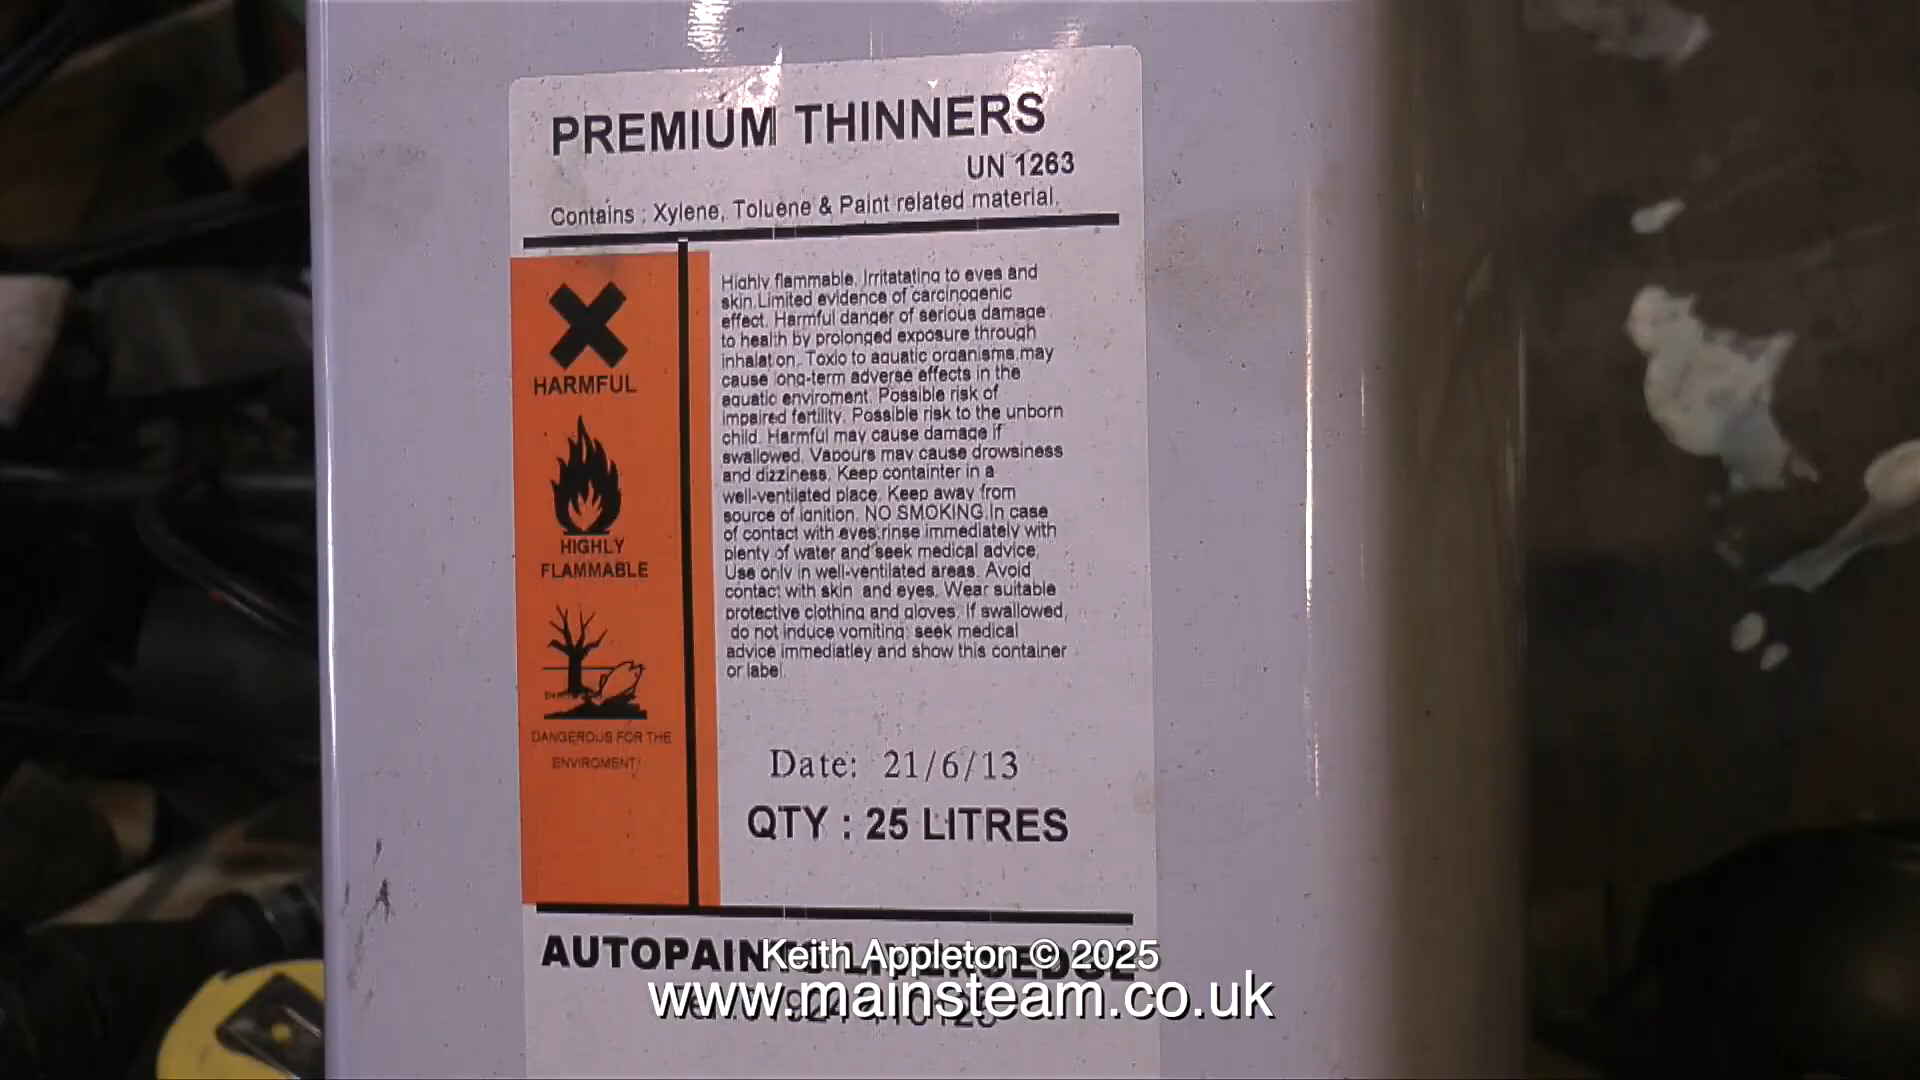 PREMIUM THINNERS
UN 1263
Contains : Xylene, Toluene & Paint related material.
HARMFUL
HIGHLY
FLAMMABLE
DANGEROUS FOR THE
ENVIROMENT
Highly flammable. Irritatating to eyes and
skin.Limited evidence of carcinogenic
effect. Harmful danger of serious damage
to health by prolonged exposure through
inhalation. Toxic to aquatic organisms,may
cause long-term adverse effects in the
aquatic enviroment. Possible risk of
impaired fertility. Possible risk to the unborn
child. Harmful may cause damage if
swallowed. Vapours may cause drowsiness
and dizziness. Keep containter in a
well-ventilated place. Keep away from
source of ignition. NO SMOKING.In case
of contact with eyes,rinse immediately with
plenty of water and seek medical advice.
Use only in well-ventilated areas. Avoid
contact with skin and eyes. Wear suitable
protective clothing and gloves. If swallowed,
do not induce vomiting: seek medical
advice immediatley and show this container
or label.
Date: 21/6/13
QTY : 25 LITRES
Keith Appleton © 2025
www.mainsteam.co.uk